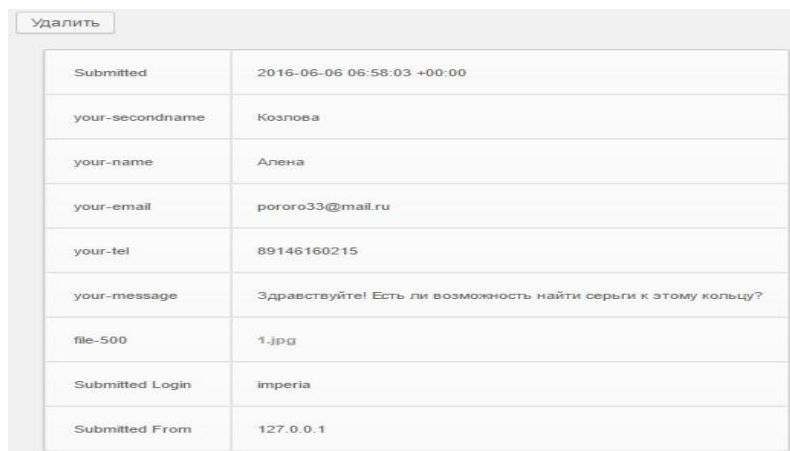 Удалить
Submitted 2016-06-06 06:58:03 +00:00
your-secondname Козлова
your-name Алена
your-email pororo33@mail.ru
your-tel 89146160215
your-message Здравствуйте! Есть ли возможность найти серьги к этому кольцу?
file-500 1.jpg
Submitted Login imperia
Submitted From 127.0.0.1